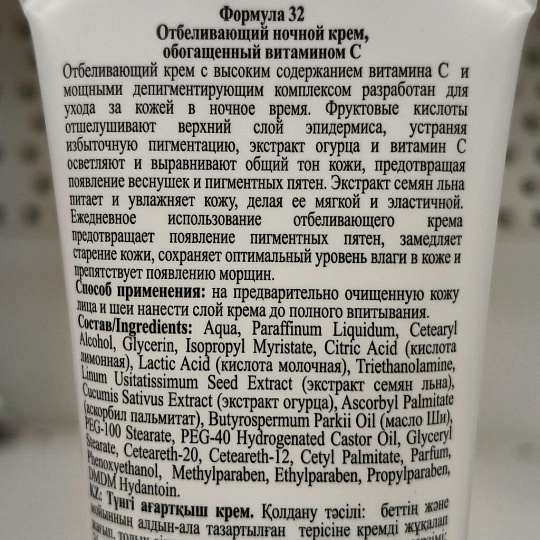 Формула 32
Отбеливающий ночной крем,
обогащенный витамином С
Отбеливающий крем с высоким содержанием витамина С и
мощными депигментирующим комплексом разработан для
ухода за кожей в ночное время. Фруктовые кислоты
отшелушивают верхний слой эпидермиса, устраняя
избыточную пигментацию, экстракт огурца и витамин С
осветляют и выравнивают общий тон кожи, предотвращая
появление веснушек и пигментных пятен. Экстракт семян льна
питает и увлажняет кожу, делая ее мягкой и эластичной.
Ежедневное использование отбеливающего крема
предотвращает появление пигментных пятен, замедляет
старение кожи, сохраняет оптимальный уровень влаги в коже и
препятствует появлению морщин.
Способ применения: на предварительно очищенную кожу
лица и шеи нанести слой крема до полного впитывания.
Состав/Ingredients: Aqua, Paraffinum Liquidum, Cetearyl
Alcohol, Glycerin, Isopropyl Myristate, Citric Acid (кислота
лимонная), Lactic Acid (кислота молочная), Triethanolamine,
Linum Usitatissimum Seed Extract (экстракт семян льна),
Cucumis Sativus Extract (экстракт огурца), Ascorbyl Palmitate
(аскорбил пальмитат), Butyrospermum Parkii Oil (масло Ши),
PEG-100 Stearate, PEG-40 Hydrogenated Castor Oil, Glyceryl
Stearate, Ceteareth-20, Ceteareth-12, Cetyl Palmitate, Parfum,
Phenoxyethanol, Methylparaben, Ethylparaben, Propylparaben,
DMDM Hydantoin.
KZ: Түнгі ағартқыш крем. Қолдану тәсілі: беттің және
мойынның алдын-ала тазартылған терісіне кремді жұқалап